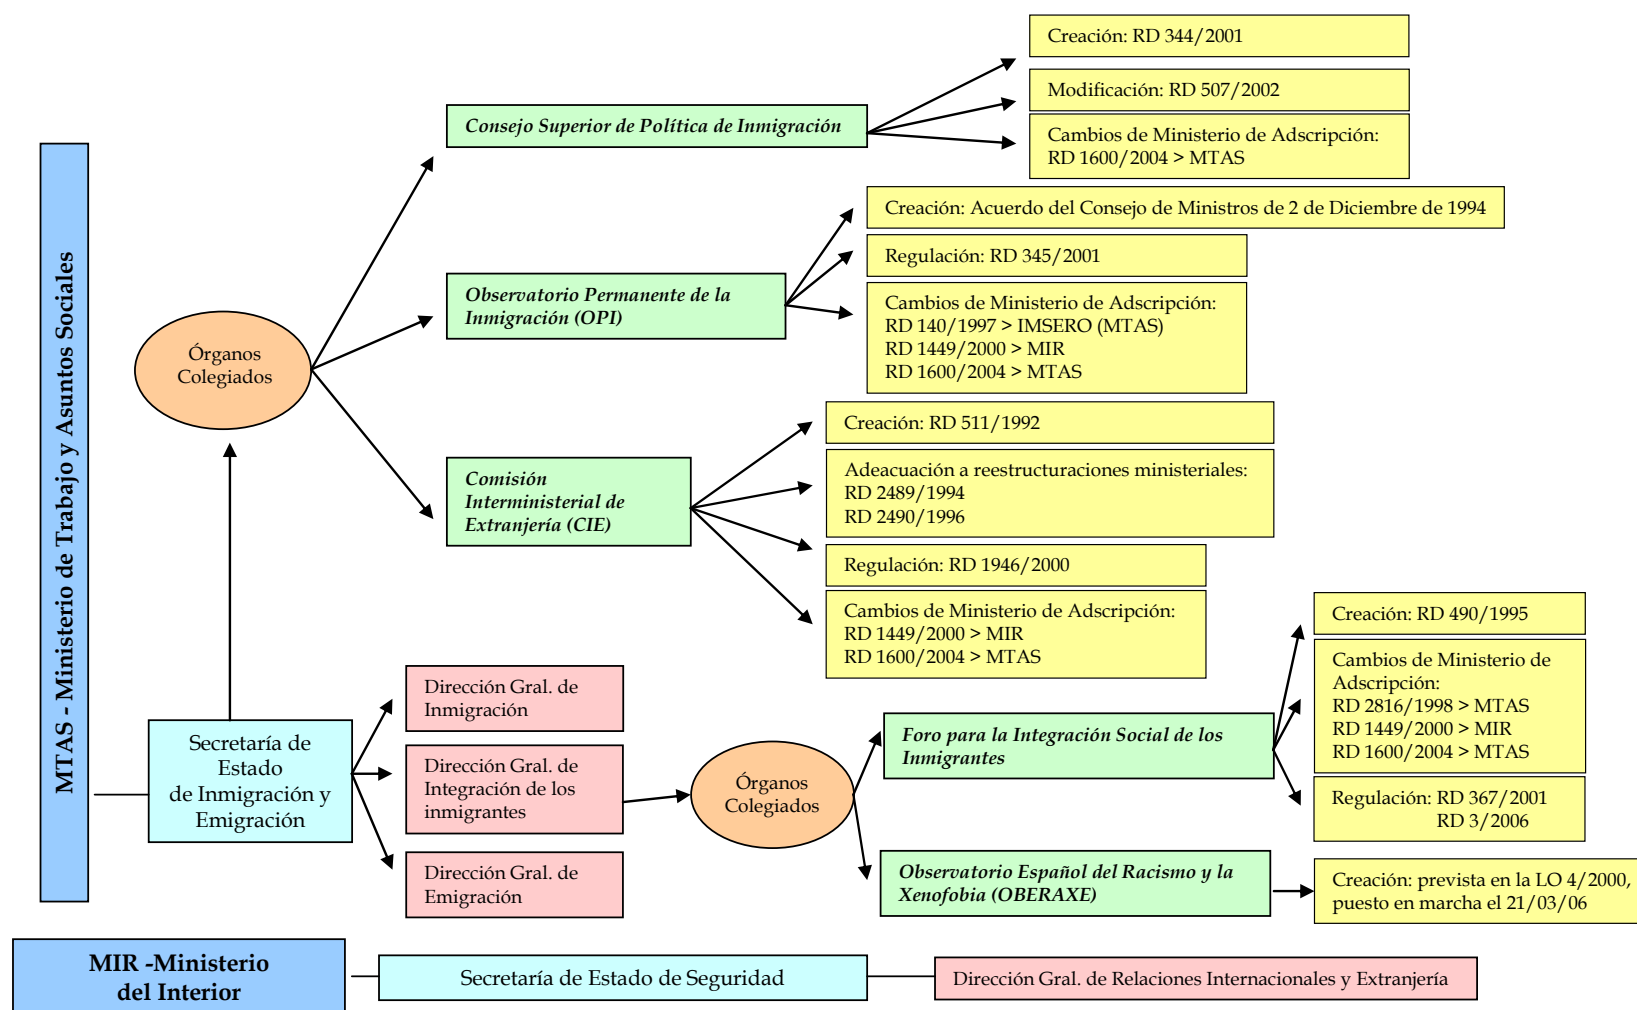 MTAS - Ministerio de Trabajo y Asuntos Sociales
Órganos
Colegiados
Consejo Superior de Política de Inmigración
Creación: RD 344/2001
Modificación: RD 507/2002
Cambios de Ministerio de Adscripción:
RD 1600/2004 > MTAS
Observatorio Permanente de la
Inmigración (OPI)
Creación: Acuerdo del Consejo de Ministros de 2 de Diciembre de 1994
Regulación: RD 345/2001
Cambios de Ministerio de Adscripción:
RD 140/1997 > IMSERO (MTAS)
RD 1449/2000 > MIR
RD 1600/2004 > MTAS
Comisión
Interministerial de
Extranjería (CIE)
Creación: RD 511/1992
Adeacuación a reestructuraciones ministeriales:
RD 2489/1994
RD 2490/1996
Regulación: RD 1946/2000
Cambios de Ministerio de Adscripción:
RD 1449/2000 > MIR
RD 1600/2004 > MTAS
Secretaría de
Estado
de Inmigración y
Emigración
Dirección Gral. de
Inmigración
Dirección Gral. de
Integración de los
inmigrantes
Dirección Gral. de
Emigración
Órganos
Colegiados
Foro para la Integración Social de los
Inmigrantes
Creación: RD 490/1995
Cambios de Ministerio de
Adscripción:
RD 2816/1998 > MTAS
RD 1449/2000 > MIR
RD 1600/2004 > MTAS
Regulación: RD 367/2001
RD 3/2006
Observatorio Español del Racismo y la
Xenofobia (OBERAXE)
Creación: prevista en la LO 4/2000,
puesto en marcha el 21/03/06
MIR -Ministerio
del Interior
Secretaría de Estado de Seguridad
Dirección Gral. de Relaciones Internacionales y Extranjería